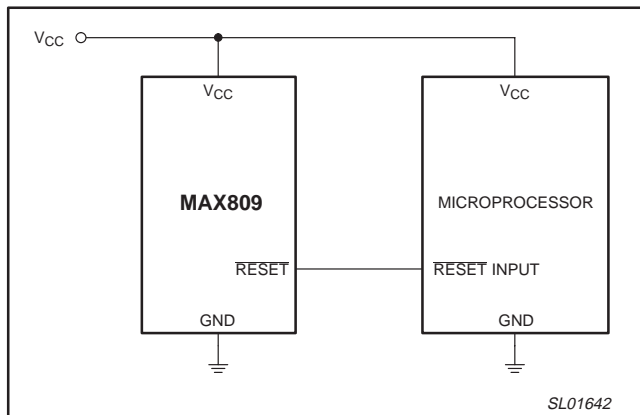 VCC
VCC
VCC
MAX809
MICROPROCESSOR
RESET
RESET INPUT
GND
GND
SL01642